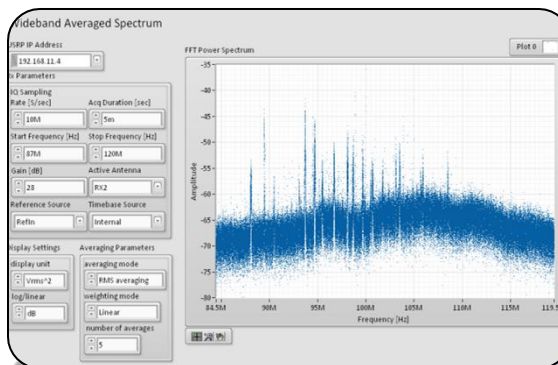 Wideband Averaged Spectrum
USRP IP Address
192.168.11.4
Rx Parameters
IQ Sampling
Rate [S/sec]
Acq Duration [sec]
10M
5m
Start Frequency [Hz]
Stop Frequency [Hz]
87M
120M
Gain [dB]
Active Antenna
28
RX2
Reference Source
Timebase Source
RefIn
Internal
Display Settings
Averaging Parameters
display unit
averaging mode
Vrms^2
RMS averaging
log/linear
weighting mode
dB
Linear
number of averages
5
FFT Power Spectrum
Plot 0
Amplitude
-35
-40
-45
-50
-55
-60
-65
-70
-75
-80
84.5M
90M
95M
100M
105M
110M
115M
119.5
Frequency [Hz]